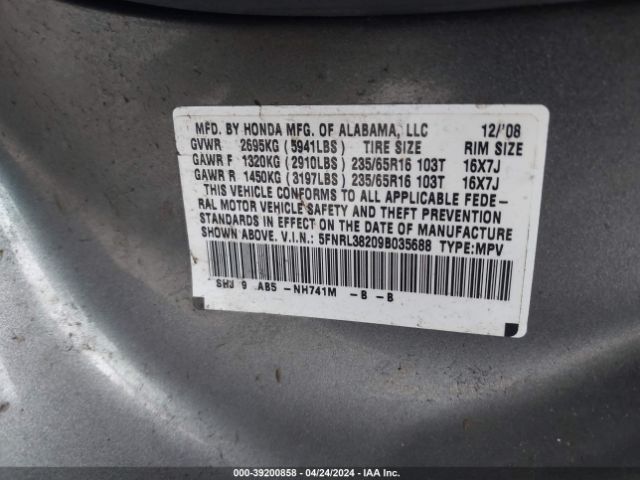 MFD. BY HONDA MFG. OF ALABAMA, LLC 12/'08
GVWR 2695KG (5941LBS) TIRE SIZE RIM SIZE
GAWR F 1320KG (2910LBS) 235/65R16 103T 16X7J
GAWR R 1450KG (3197LBS) 235/65R16 103T 16X7J
THIS VEHICLE CONFORMS TO ALL APPLICABLE FEDE-
RAL MOTOR VEHICLE SAFETY AND THEFT PREVENTION
STANDARDS IN EFFECT ON THE DATE OF MANUFACTURE
SHOWN ABOVE. V.I.N.: 5FNRL38209B035688 TYPE:MPV
SHJ 9 AB5 -NH741M -B -B
000-39200858 - 04/24/2024 - IAA Inc.